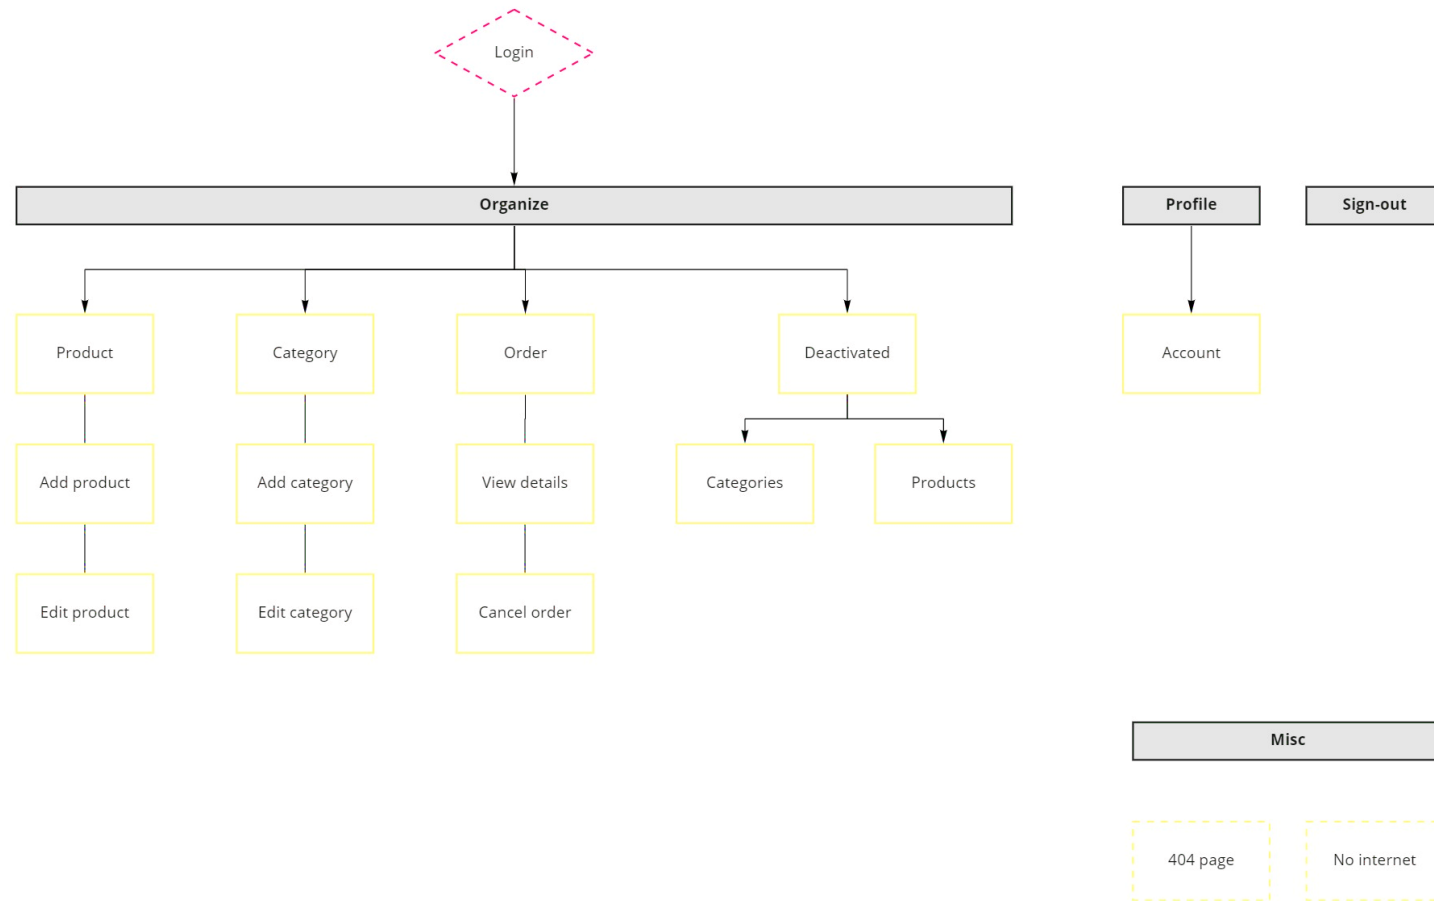 Login
Organize
Profile
Sign-out
Product
Category
Order
Deactivated
Account
Add product
Add category
View details
Categories
Products
Edit product
Edit category
Cancel order
Misc
404 page
No internet